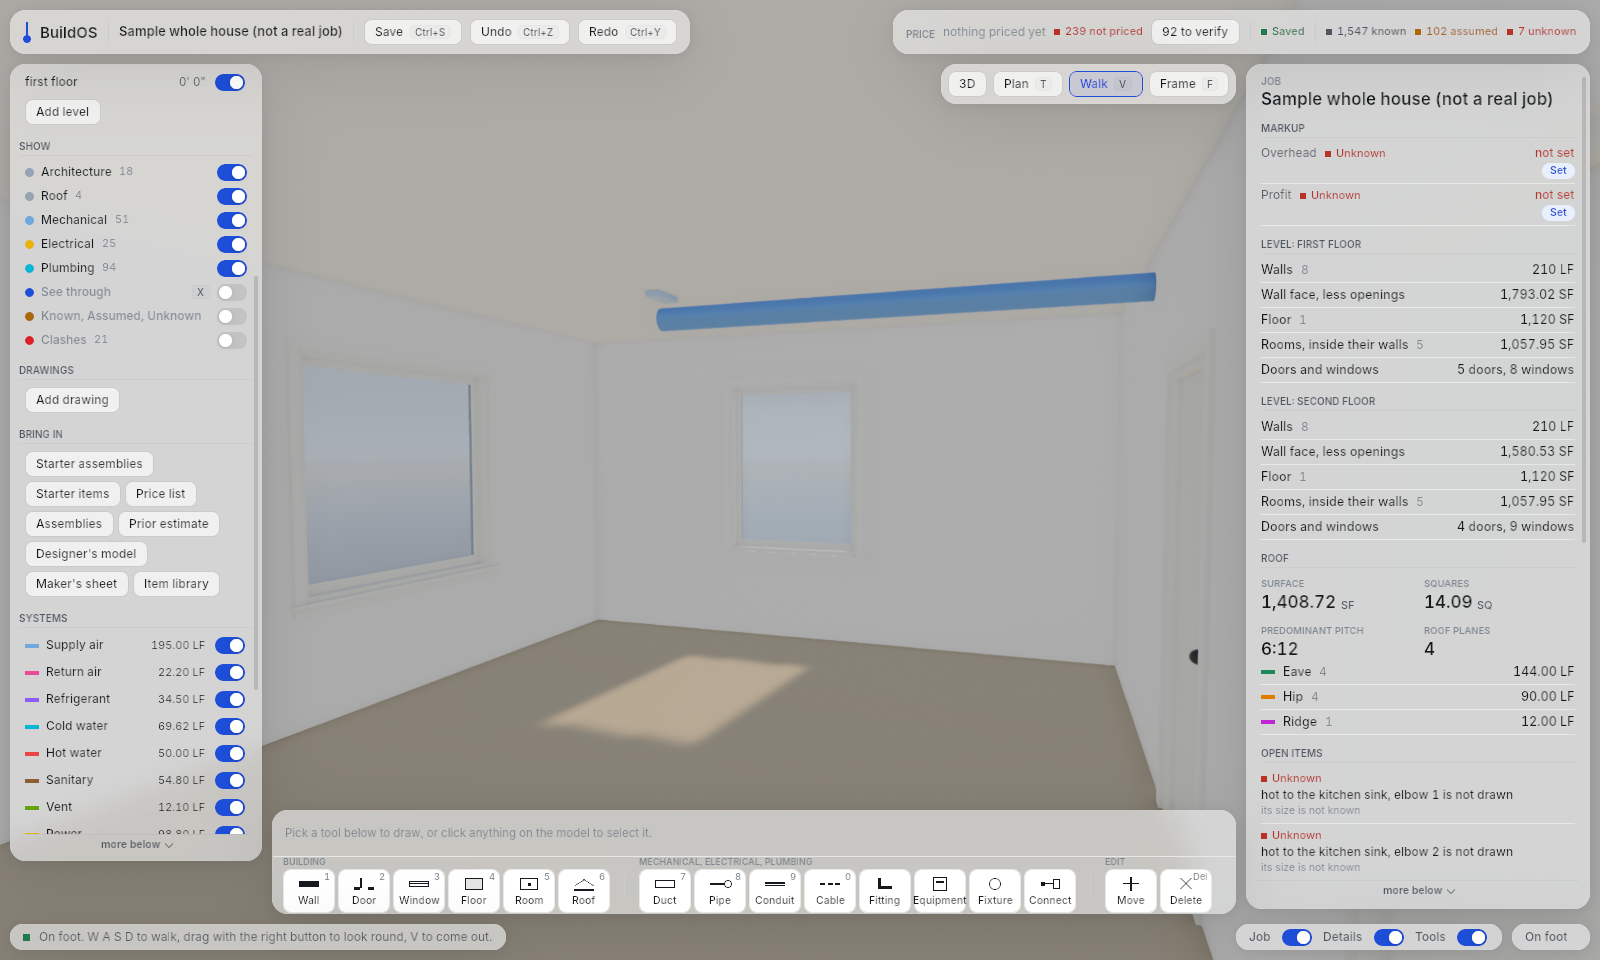 BuildOS
Sample whole house (not a real job)
Save Ctrl+S
Undo Ctrl+Z
Redo Ctrl+Y
PRICE nothing priced yet 239 not priced
92 to verify
Saved
1,547 known 102 assumed 7 unknown
first floor 0' 0"
Add level
SHOW
Architecture 18
Roof 4
Mechanical 51
Electrical 25
Plumbing 94
See through X
Known, Assumed, Unknown
Clashes 21
DRAWINGS
Add drawing
BRING IN
Starter assemblies
Starter items Price list
Assemblies Prior estimate
Designer's model
Maker's sheet Item library
SYSTEMS
Supply air 195.00 LF
Return air 22.20 LF
Refrigerant 34.50 LF
Cold water 69.62 LF
Hot water 50.00 LF
Sanitary 54.80 LF
Vent 12.10 LF
Power 98.80 LF
more below
3D
Plan T
Walk V
Frame F
JOB
Sample whole house (not a real job)
MARKUP
Overhead Unknown not set
Set
Profit Unknown not set
Set
LEVEL: FIRST FLOOR
Walls 8 210 LF
Wall face, less openings 1,793.02 SF
Floor 1 1,120 SF
Rooms, inside their walls 5 1,057.95 SF
Doors and windows 5 doors, 8 windows
LEVEL: SECOND FLOOR
Walls 8 210 LF
Wall face, less openings 1,580.53 SF
Floor 1 1,120 SF
Rooms, inside their walls 5 1,057.95 SF
Doors and windows 4 doors, 9 windows
ROOF
SURFACE SQUARES
1,408.72 SF 14.09 SQ
PREDOMINANT PITCH ROOF PLANES
6:12 4
Eave 4 144.00 LF
Hip 4 90.00 LF
Ridge 1 12.00 LF
OPEN ITEMS
Unknown
hot to the kitchen sink, elbow 1 is not drawn
its size is not known
Unknown
hot to the kitchen sink, elbow 2 is not drawn
its size is not known
more below
Pick a tool below to draw, or click anything on the model to select it.
BUILDING
Wall 1
Door 2
Window 3
Floor 4
Room 5
Roof 6
MECHANICAL, ELECTRICAL, PLUMBING
Duct 7
Pipe 8
Conduit 9
Cable 0
Fitting
Equipment
Fixture
Connect
EDIT
Move
Delete Del
On foot. W A S D to walk, drag with the right button to look round, V to come out.
Job
Details
Tools
On foot